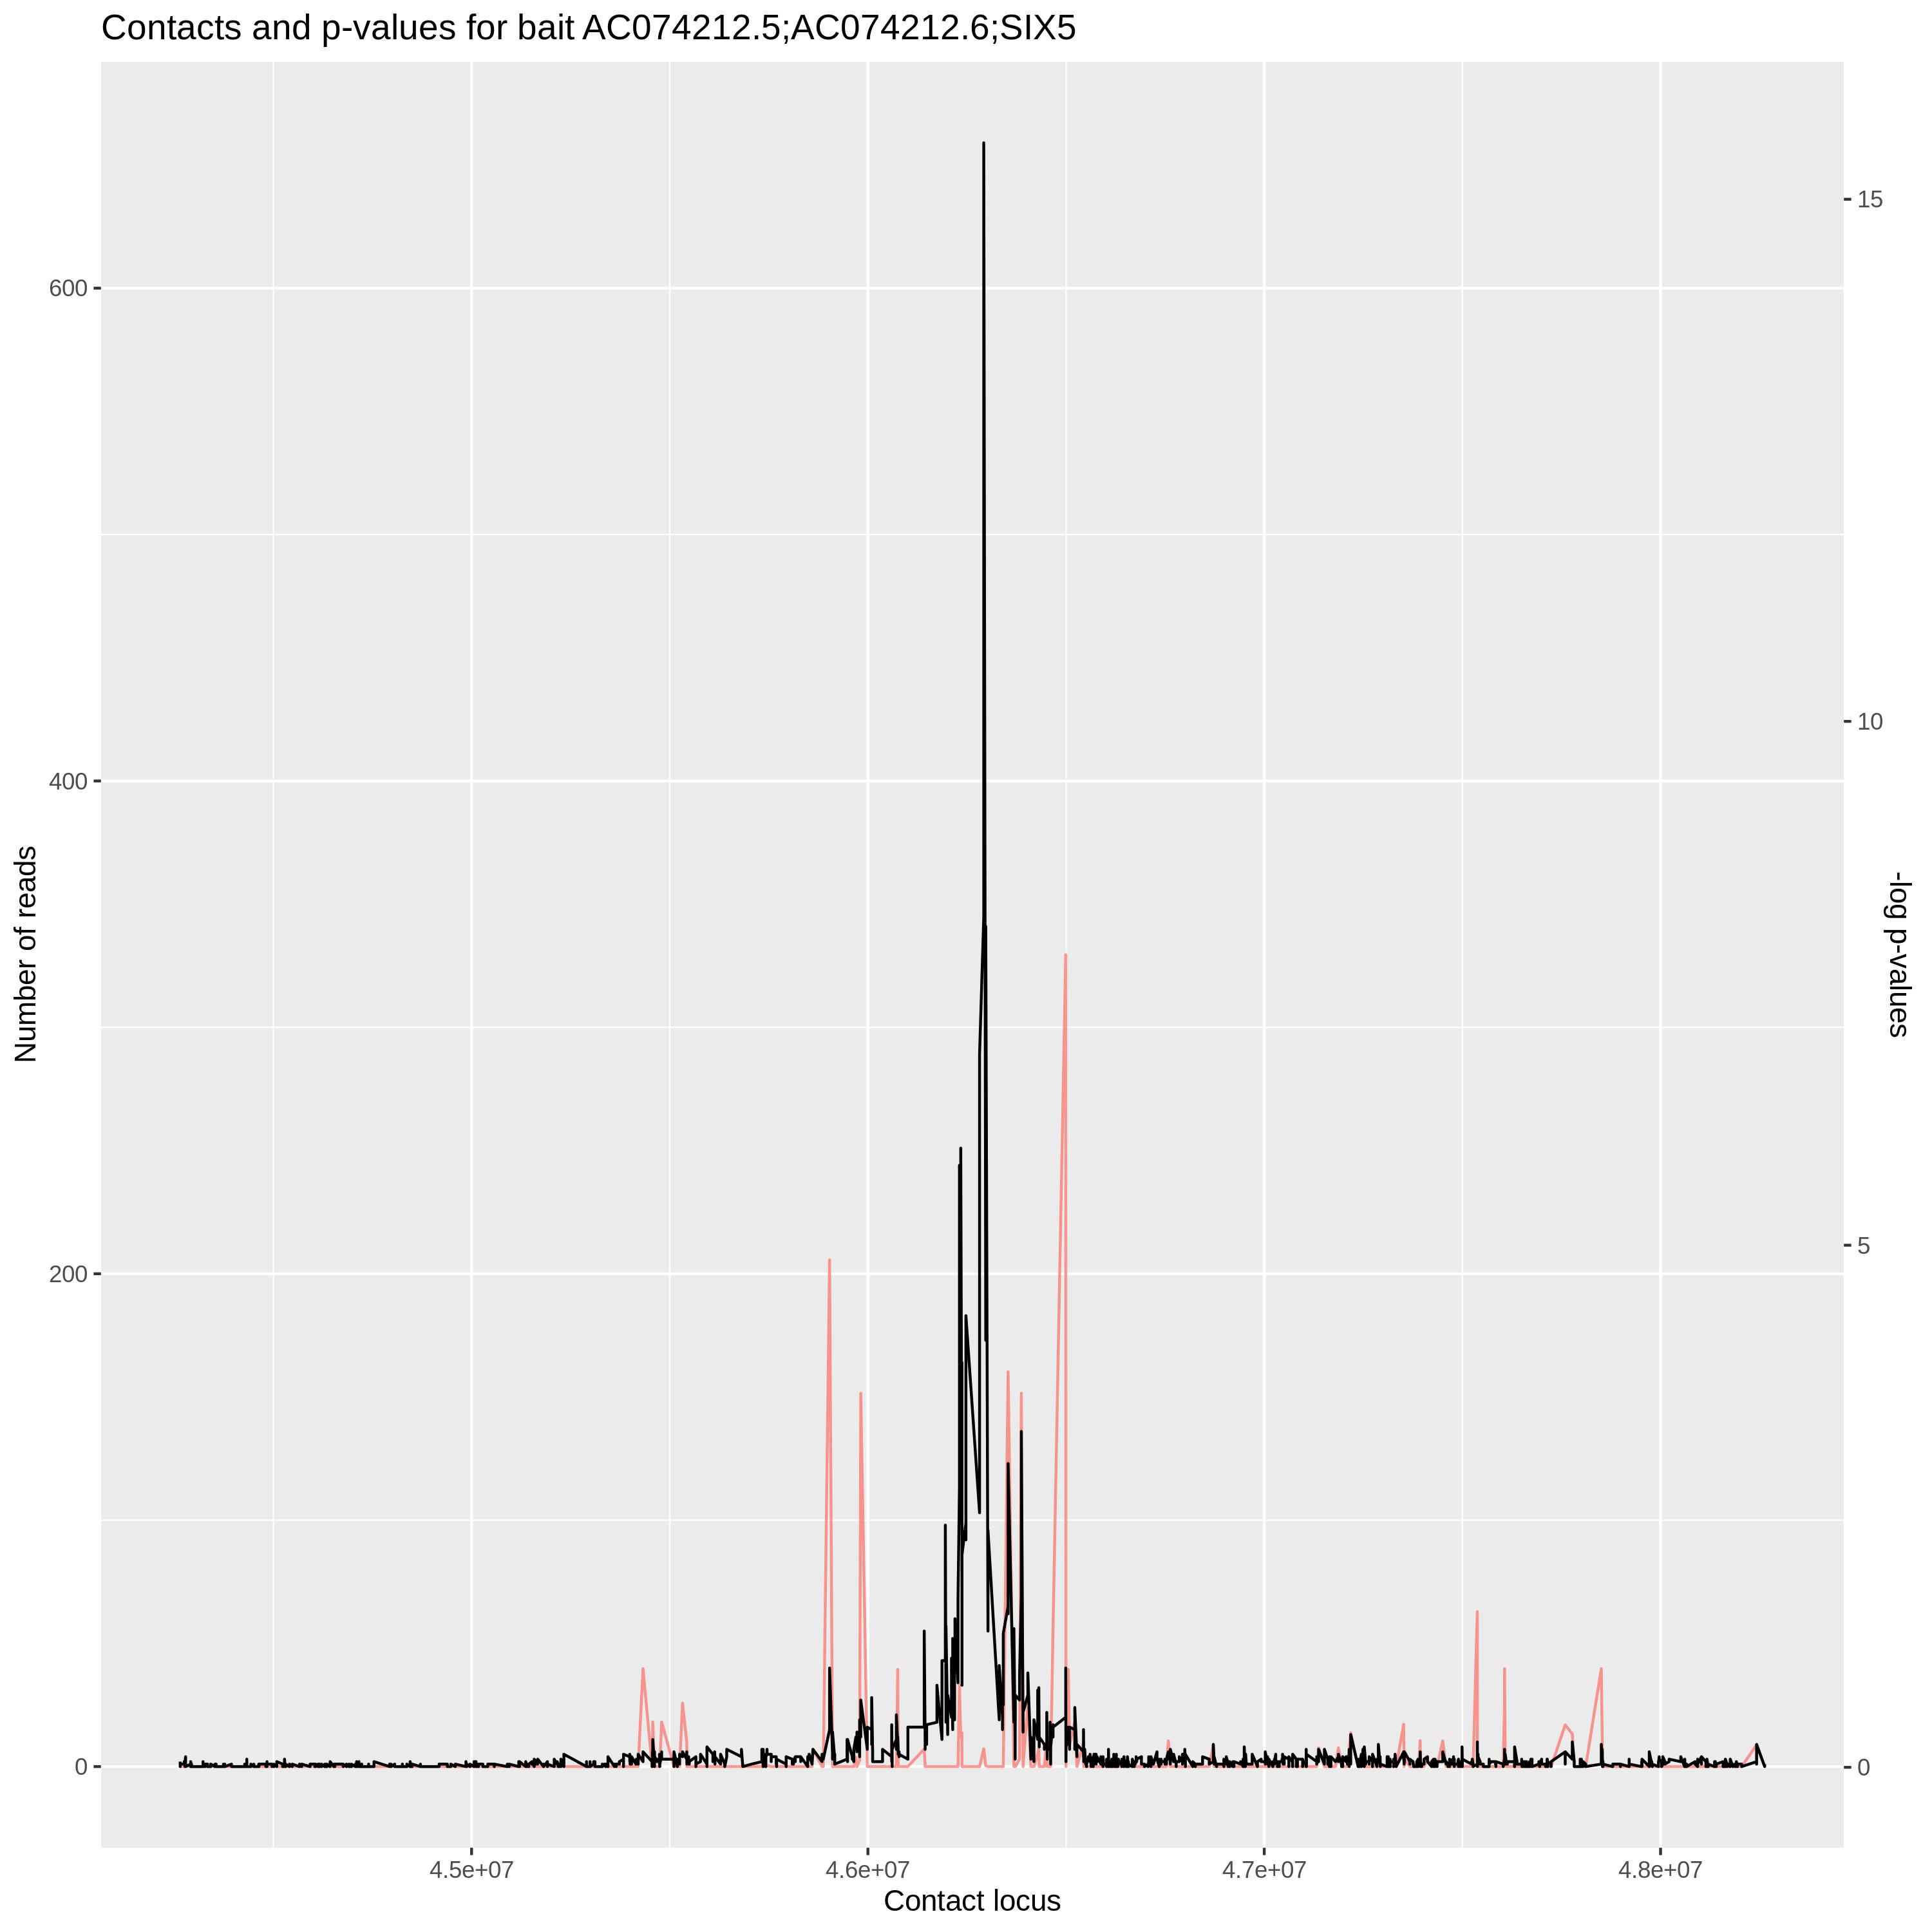 Contacts and p-values for bait AC074212.5;AC074212.6;SIX5
Number of reads
600
400
200
0
15
10
5
0
-log p-values
4.5e+07 4.6e+07 4.7e+07 4.8e+07
Contact locus